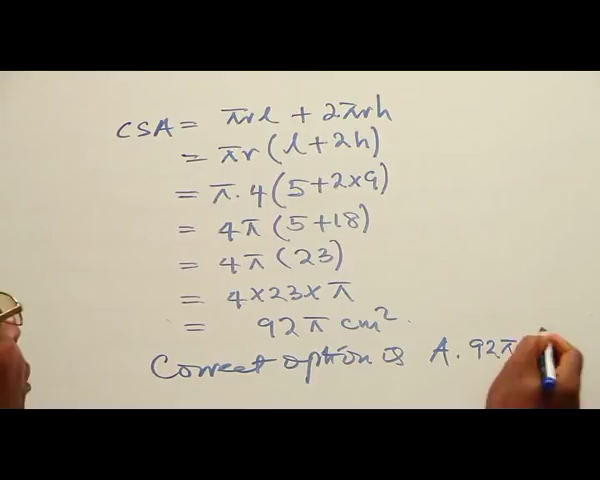 CSA = πrl + 2πrh
= πr(l+2h)
= π.4(5+2×9)
= 4π(5+18)
= 4π(23)
= 4×23×π
= 92π cm².
Correct option is A. 92π